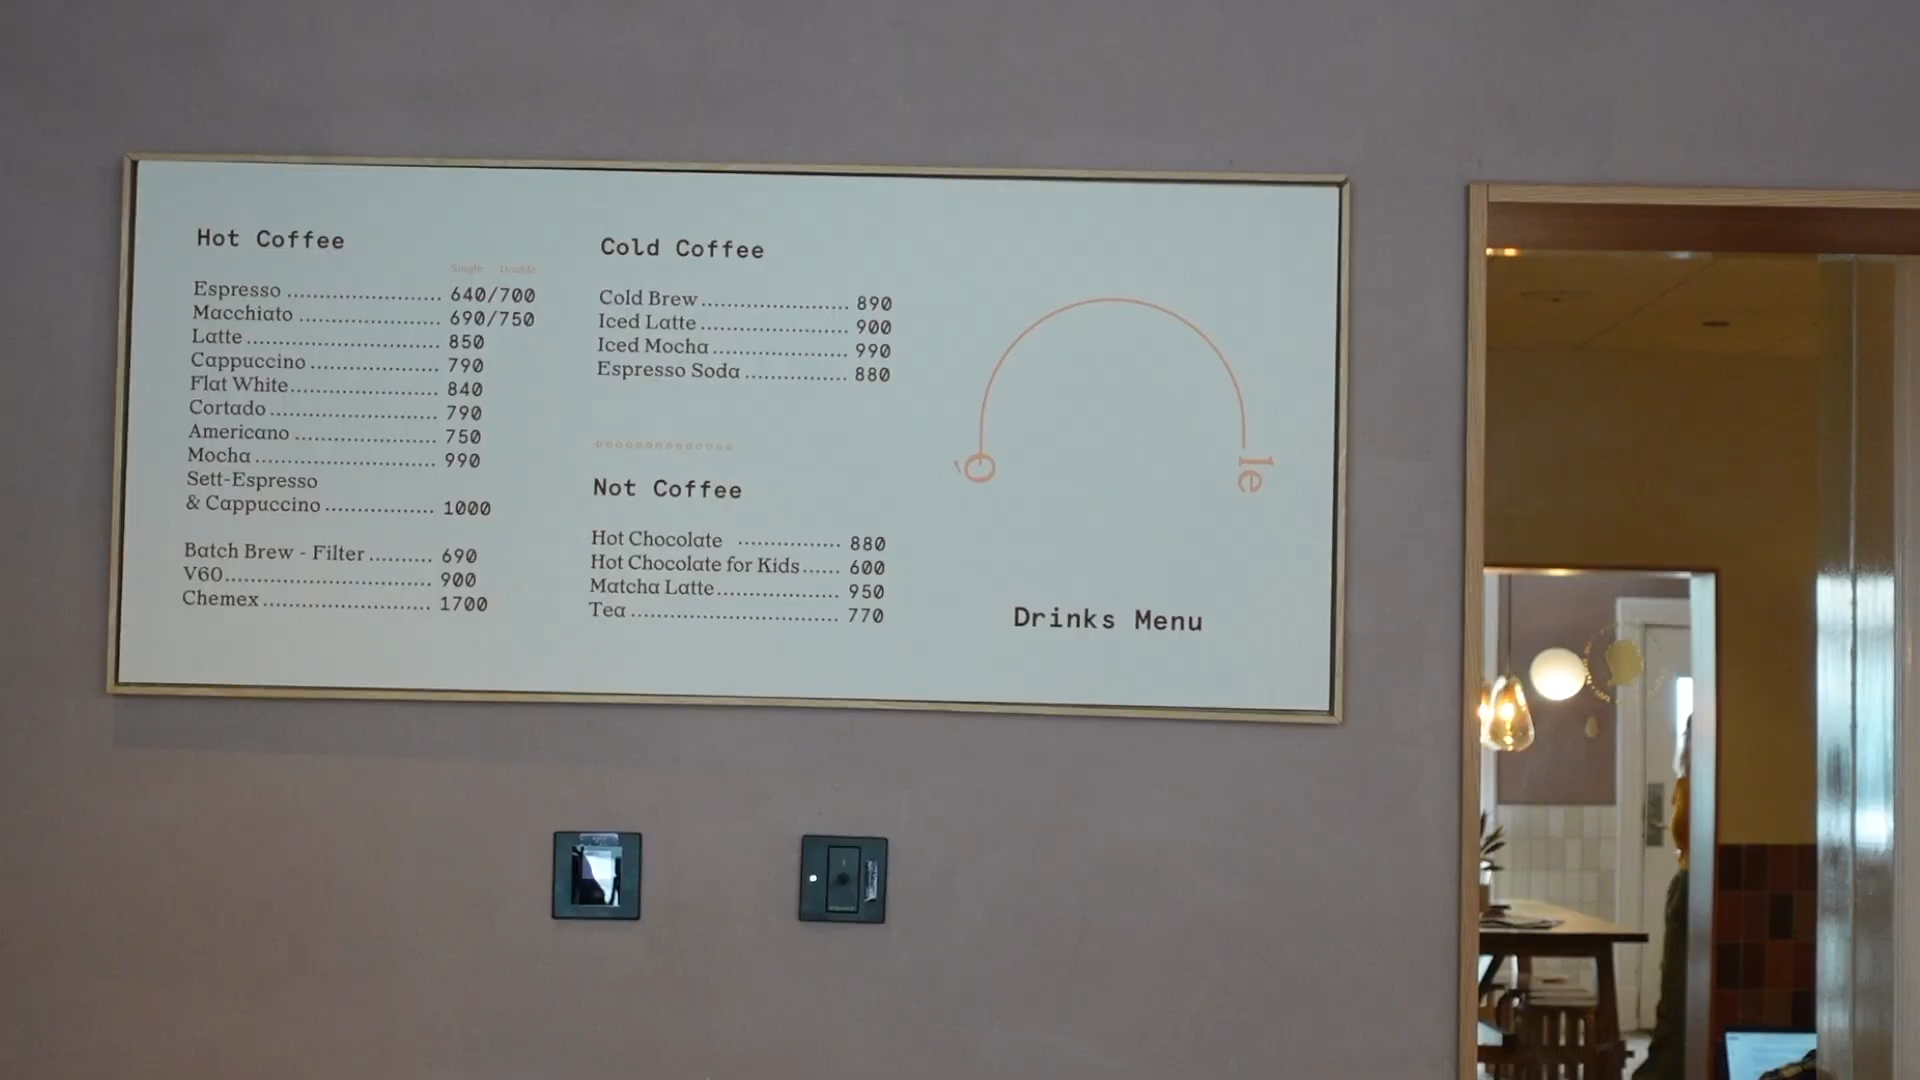 Hot Coffee
Single Double
Espresso ........................ 640/700
Macchiato ...................... 690/750
Latte .............................. 850
Cappuccino .................... 790
Flat White....................... 840
Cortado .......................... 790
Americano ...................... 750
Mocha ............................ 990
Sett-Espresso
& Cappuccino ................. 1000
Batch Brew - Filter .......... 690
V60................................. 900
Chemex .......................... 1700
Cold Coffee
Cold Brew ....................... 890
Iced Latte ....................... 900
Iced Mocha ..................... 990
Espresso Soda ................ 880
Not Coffee
Hot Chocolate ................ 880
Hot Chocolate for Kids ...... 600
Matcha Latte ................... 950
Tea ................................. 770
ó
le
Drinks Menu